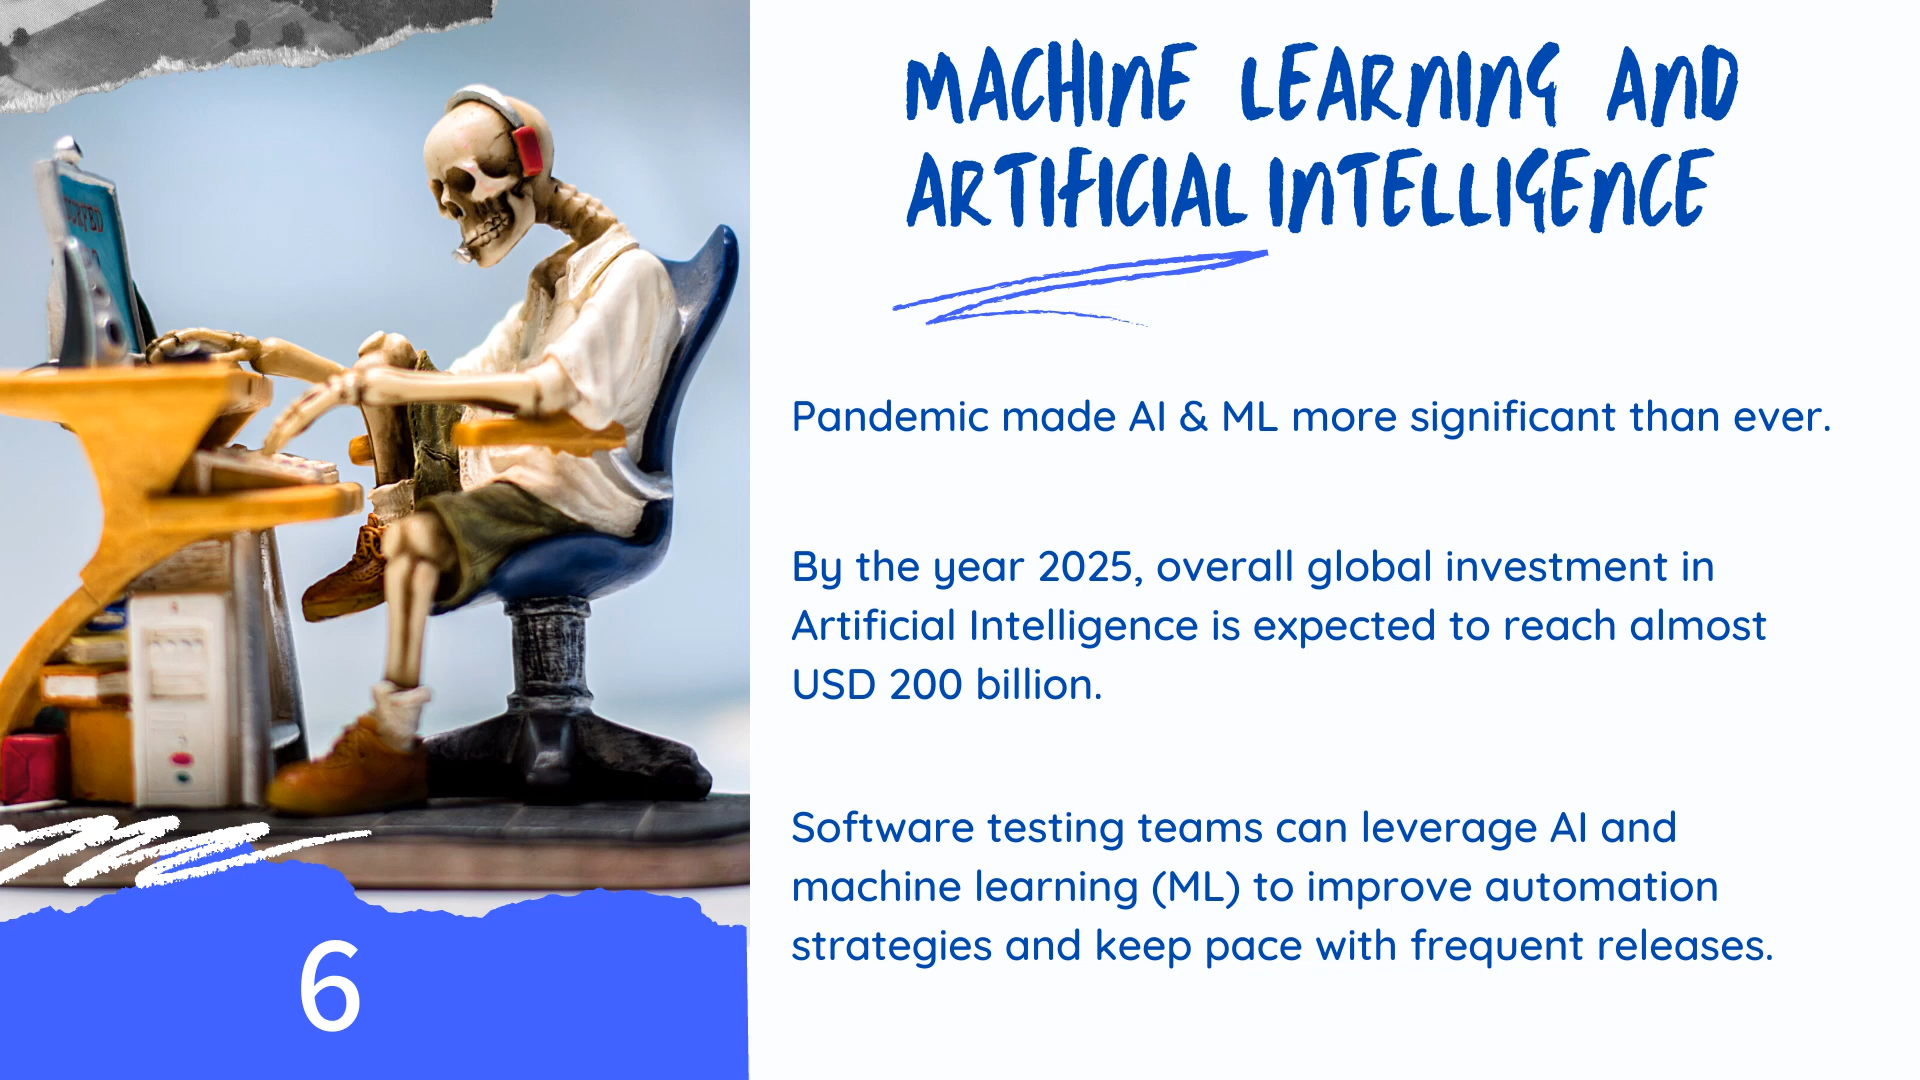 MACHINE LEARNING AND
ARTIFICIAL INTELLIGENCE
Pandemic made AI & ML more significant than ever.
By the year 2025, overall global investment in
Artificial Intelligence is expected to reach almost
USD 200 billion.
Software testing teams can leverage AI and
machine learning (ML) to improve automation
strategies and keep pace with frequent releases.
6